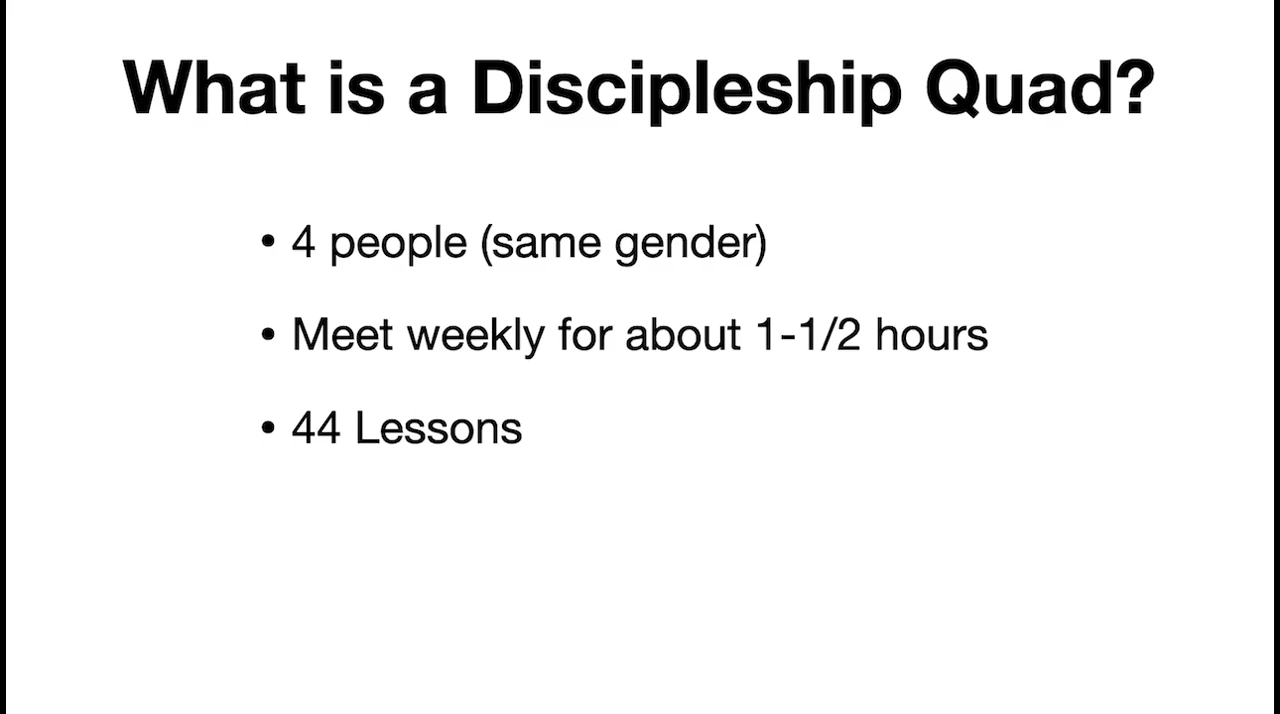 What is a Discipleship Quad?
• 4 people (same gender)
• Meet weekly for about 1-1/2 hours
• 44 Lessons